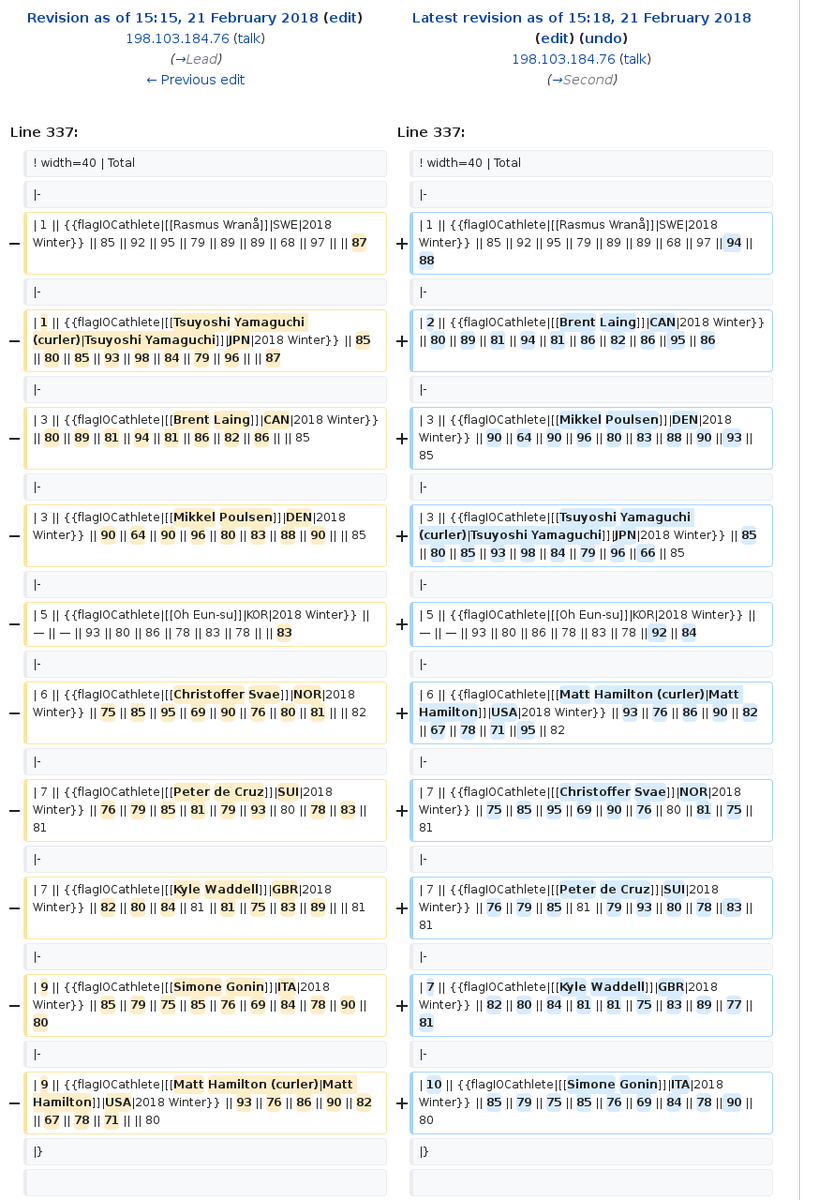 Revision as of 15:15, 21 February 2018 (edit)
198.103.184.76 (talk)
(→Lead)
← Previous edit
Latest revision as of 15:18, 21 February 2018
(edit) (undo)
198.103.184.76 (talk)
(→Second)
Line 337:
Line 337:
! width=40 | Total
! width=40 | Total
|-
|-
− | 1 || {{flagIOCathlete|[[Rasmus Wranå]]|SWE|2018
Winter}} || 85 || 92 || 95 || 79 || 89 || 89 || 68 || 97 || || 87
+ | 1 || {{flagIOCathlete|[[Rasmus Wranå]]|SWE|2018
Winter}} || 85 || 92 || 95 || 79 || 89 || 89 || 68 || 97 || 94 ||
88
|-
|-
− | 1 || {{flagIOCathlete|[[Tsuyoshi Yamaguchi
(curler)|Tsuyoshi Yamaguchi]]|JPN|2018 Winter}} || 85
|| 80 || 85 || 93 || 98 || 84 || 79 || 96 || || 87
+ | 2 || {{flagIOCathlete|[[Brent Laing]]|CAN|2018 Winter}}
|| 80 || 89 || 81 || 94 || 81 || 86 || 82 || 86 || 95 || 86
|-
|-
− | 3 || {{flagIOCathlete|[[Brent Laing]]|CAN|2018 Winter}}
|| 80 || 89 || 81 || 94 || 81 || 86 || 82 || 86 || || 85
+ | 3 || {{flagIOCathlete|[[Mikkel Poulsen]]|DEN|2018
Winter}} || 90 || 64 || 90 || 96 || 80 || 83 || 88 || 90 || 93 ||
85
|-
|-
− | 3 || {{flagIOCathlete|[[Mikkel Poulsen]]|DEN|2018
Winter}} || 90 || 64 || 90 || 96 || 80 || 83 || 88 || 90 || || 85
+ | 3 || {{flagIOCathlete|[[Tsuyoshi Yamaguchi
(curler)|Tsuyoshi Yamaguchi]]|JPN|2018 Winter}} || 85
|| 80 || 85 || 93 || 98 || 84 || 79 || 96 || 66 || 85
|-
|-
− | 5 || {{flagIOCathlete|[[Oh Eun-su]]|KOR|2018 Winter}} ||
— || — || 93 || 80 || 86 || 78 || 83 || 78 || || 83
+ | 5 || {{flagIOCathlete|[[Oh Eun-su]]|KOR|2018 Winter}} ||
— || — || 93 || 80 || 86 || 78 || 83 || 78 || 92 || 84
|-
|-
− | 6 || {{flagIOCathlete|[[Christoffer Svae]]|NOR|2018
Winter}} || 75 || 85 || 95 || 69 || 90 || 76 || 80 || 81 || || 82
+ | 6 || {{flagIOCathlete|[[Matt Hamilton (curler)|Matt
Hamilton]]|USA|2018 Winter}} || 93 || 76 || 86 || 90 || 82
|| 67 || 78 || 71 || 95 || 82
|-
|-
− | 7 || {{flagIOCathlete|[[Peter de Cruz]]|SUI|2018
Winter}} || 76 || 79 || 85 || 81 || 79 || 93 || 80 || 78 || 83 ||
81
+ | 7 || {{flagIOCathlete|[[Christoffer Svae]]|NOR|2018
Winter}} || 75 || 85 || 95 || 69 || 90 || 76 || 80 || 81 || 75 ||
81
|-
|-
− | 7 || {{flagIOCathlete|[[Kyle Waddell]]|GBR|2018
Winter}} || 82 || 80 || 84 || 81 || 81 || 75 || 83 || 89 || || 81
+ | 7 || {{flagIOCathlete|[[Peter de Cruz]]|SUI|2018
Winter}} || 76 || 79 || 85 || 81 || 79 || 93 || 80 || 78 || 83 ||
81
|-
|-
− | 9 || {{flagIOCathlete|[[Simone Gonin]]|ITA|2018
Winter}} || 85 || 79 || 75 || 85 || 76 || 69 || 84 || 78 || 90 ||
80
+ | 7 || {{flagIOCathlete|[[Kyle Waddell]]|GBR|2018
Winter}} || 82 || 80 || 84 || 81 || 81 || 75 || 83 || 89 || 77 ||
81
|-
|-
− | 9 || {{flagIOCathlete|[[Matt Hamilton (curler)|Matt
Hamilton]]|USA|2018 Winter}} || 93 || 76 || 86 || 90 || 82
|| 67 || 78 || 71 || || 80
+ | 10 || {{flagIOCathlete|[[Simone Gonin]]|ITA|2018
Winter}} || 85 || 79 || 75 || 85 || 76 || 69 || 84 || 78 || 90 ||
80
|}
|}